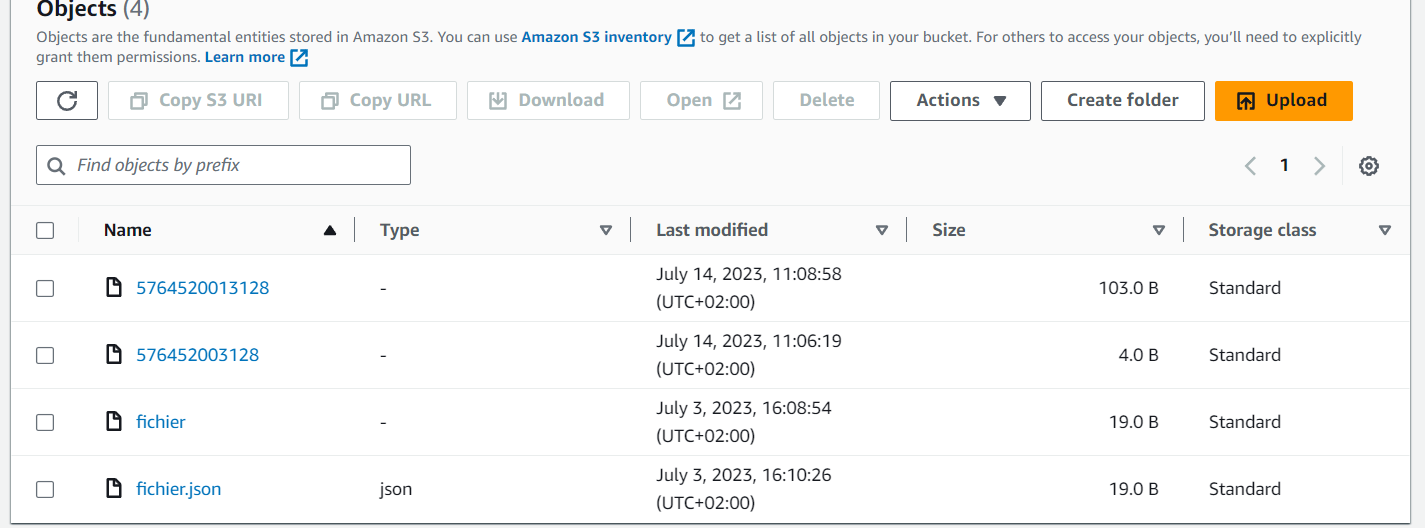 Objects (4)
Objects are the fundamental entities stored in Amazon S3. You can use Amazon S3 inventory to get a list of all objects in your bucket. For others to access your objects, you'll need to explicitly
grant them permissions. Learn more
Copy S3 URI Copy URL Download Open Delete Actions Create folder Upload
Find objects by prefix 1
Name Type Last modified Size Storage class
5764520013128 - July 14, 2023, 11:08:58 103.0 B Standard
(UTC+02:00)
576452003128 - July 14, 2023, 11:06:19 4.0 B Standard
(UTC+02:00)
fichier - July 3, 2023, 16:08:54 19.0 B Standard
(UTC+02:00)
fichier.json json July 3, 2023, 16:10:26 19.0 B Standard
(UTC+02:00)